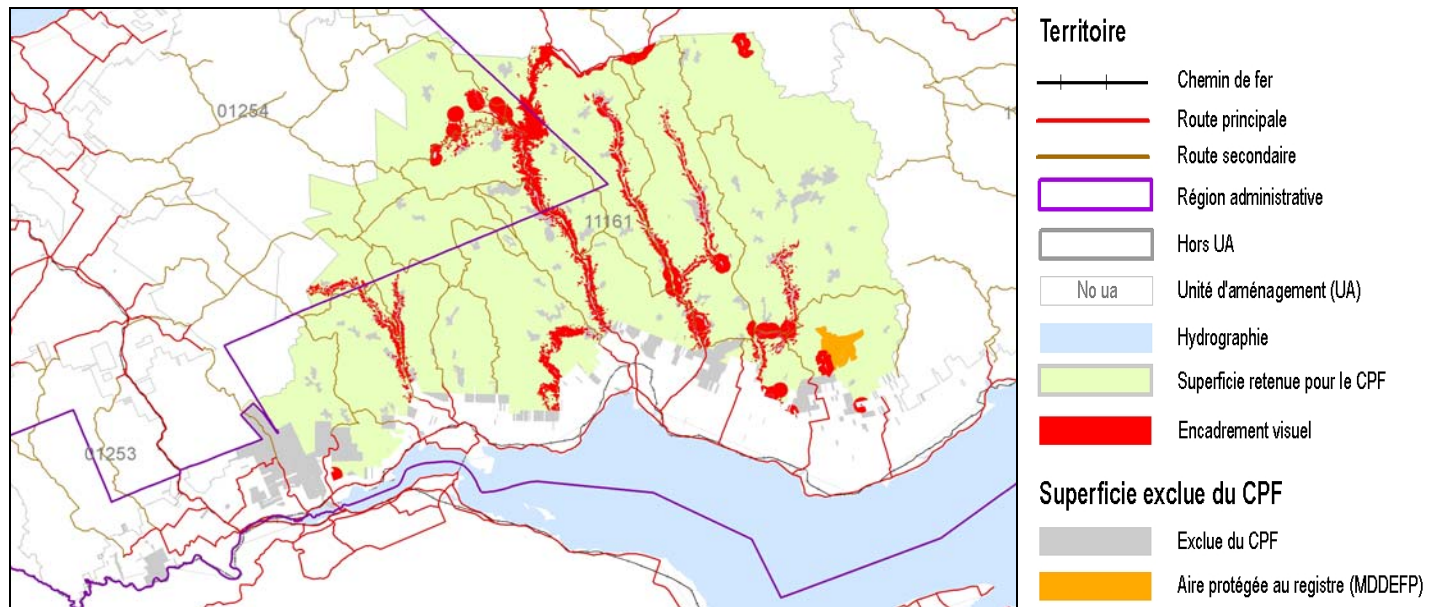 01254
11161
01253
Territoire
Chemin de fer
Route principale
Route secondaire
Région administrative
Hors UA
No ua
Unité d'aménagement (UA)
Hydrographie
Superficie retenue pour le CPF
Encadrement visuel
Superficie exclue du CPF
Exclue du CPF
Aire protégée au registre (MDDEFP)